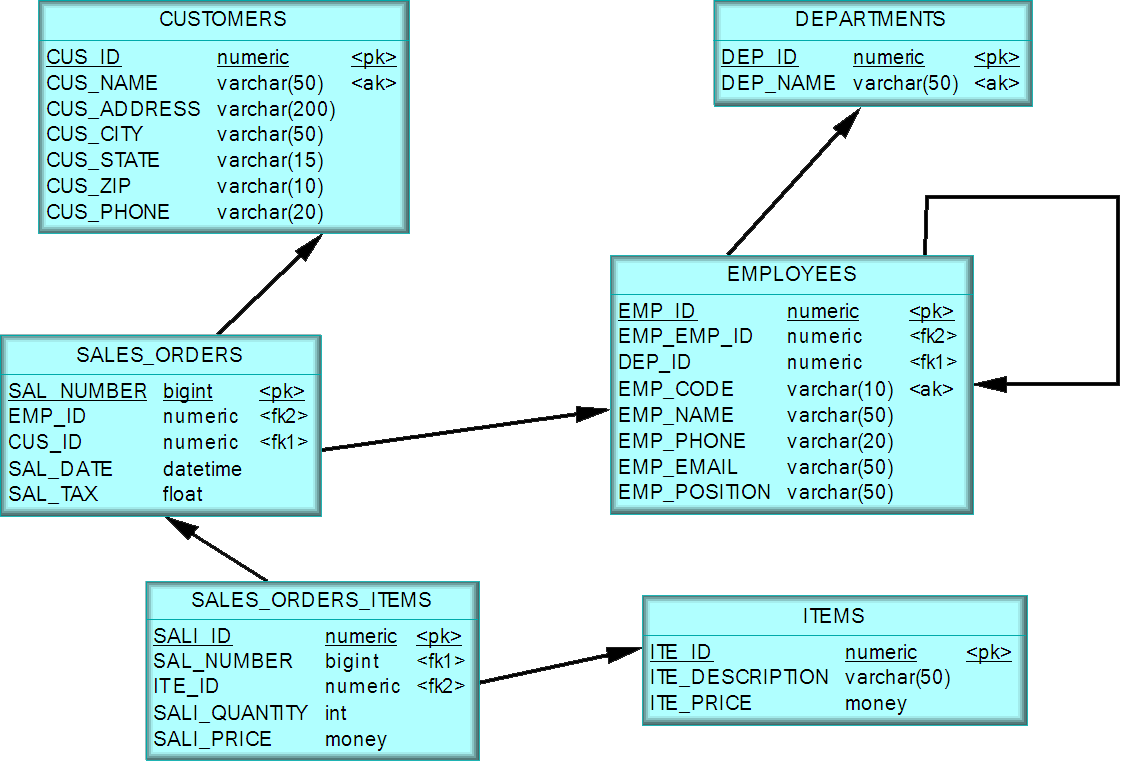 CUSTOMERS
CUS_ID numeric <pk>
CUS_NAME varchar(50) <ak>
CUS_ADDRESS varchar(200)
CUS_CITY varchar(50)
CUS_STATE varchar(15)
CUS_ZIP varchar(10)
CUS_PHONE varchar(20)
DEPARTMENTS
DEP_ID numeric <pk>
DEP_NAME varchar(50) <ak>
EMPLOYEES
EMP_ID numeric <pk>
EMP_EMP_ID numeric <fk2>
DEP_ID numeric <fk1>
EMP_CODE varchar(10) <ak>
EMP_NAME varchar(50)
EMP_PHONE varchar(20)
EMP_EMAIL varchar(50)
EMP_POSITION varchar(50)
SALES_ORDERS
SAL_NUMBER bigint <pk>
EMP_ID numeric <fk2>
CUS_ID numeric <fk1>
SAL_DATE datetime
SAL_TAX float
SALES_ORDERS_ITEMS
SALI_ID numeric <pk>
SAL_NUMBER bigint <fk1>
ITE_ID numeric <fk2>
SALI_QUANTITY int
SALI_PRICE money
ITEMS
ITE_ID numeric <pk>
ITE_DESCRIPTION varchar(50)
ITE_PRICE money